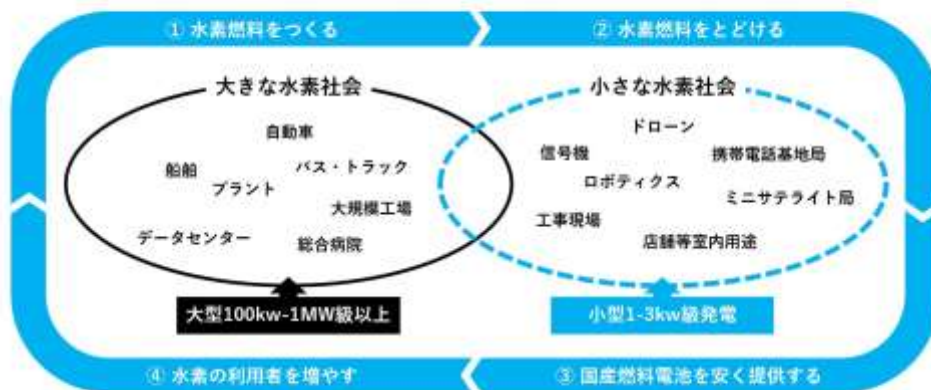 ① 水素燃料をつくる
② 水素燃料をとどける
大きな水素社会
自動車
船舶
バス・トラック
プラント
大規模工場
データセンター
総合病院
大型100kw-1MW級以上
小さな水素社会
ドローン
信号機
携帯電話基地局
ロボティクス
ミニサテライト局
工事現場
店舗等室内用途
小型1-3kw級発電
④ 水素の利用者を増やす
③ 国産燃料電池を安く提供する